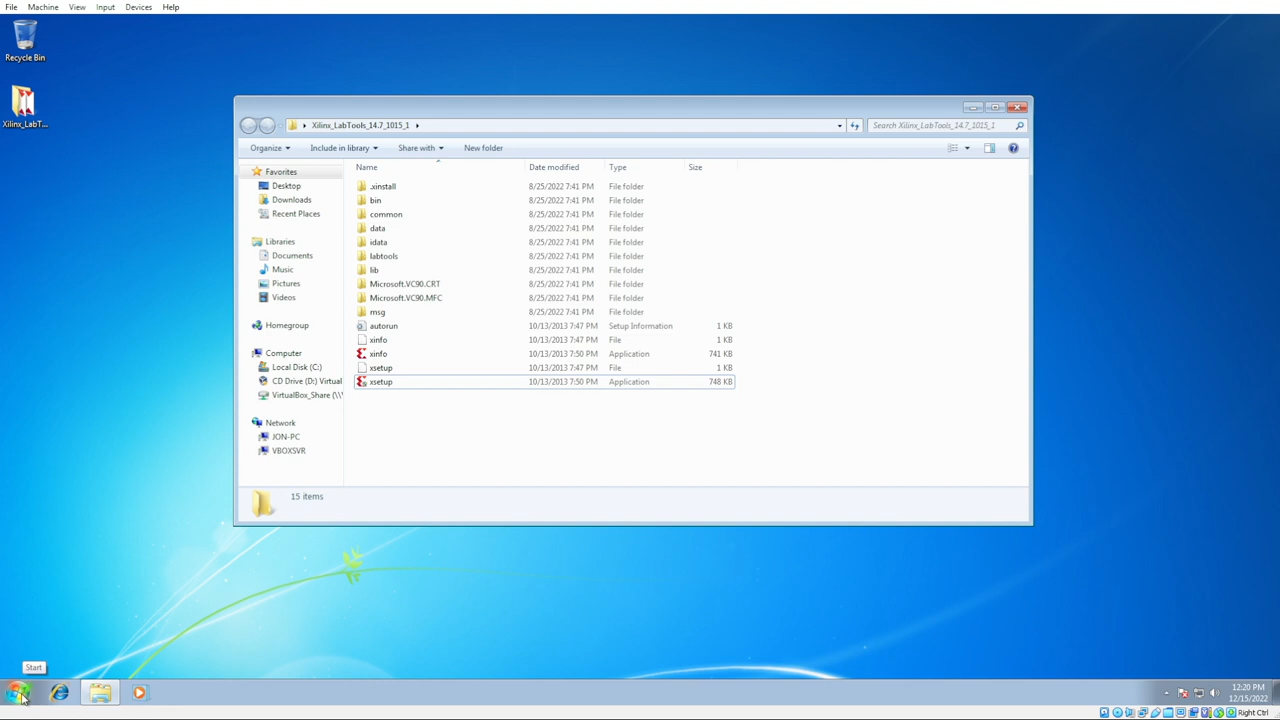 File Machine View Input Devices Help
Recycle Bin
Xilinx_LabT...
Xilinx_LabTools_14.7_1015_1
Search Xilinx_LabTools_14.7_1015_1
Organize Include in library Share with New folder
Name Date modified Type Size
Favorites
Desktop
Downloads
Recent Places
Libraries
Documents
Music
Pictures
Videos
Homegroup
Computer
Local Disk (C:)
CD Drive (D:) Virtual
VirtualBox_Share (\\
Network
JON-PC
VBOXSVR
.xinstall 8/25/2022 7:41 PM File folder
bin 8/25/2022 7:41 PM File folder
common 8/25/2022 7:41 PM File folder
data 8/25/2022 7:41 PM File folder
idata 8/25/2022 7:41 PM File folder
labtools 8/25/2022 7:41 PM File folder
lib 8/25/2022 7:41 PM File folder
Microsoft.VC90.CRT 8/25/2022 7:41 PM File folder
Microsoft.VC90.MFC 8/25/2022 7:41 PM File folder
msg 8/25/2022 7:41 PM File folder
autorun 10/13/2013 7:47 PM Setup Information 1 KB
xinfo 10/13/2013 7:47 PM File 1 KB
xinfo 10/13/2013 7:50 PM Application 741 KB
xsetup 10/13/2013 7:47 PM File 1 KB
xsetup 10/13/2013 7:50 PM Application 748 KB
15 items
Start
12:20 PM
12/15/2022
Right Ctrl